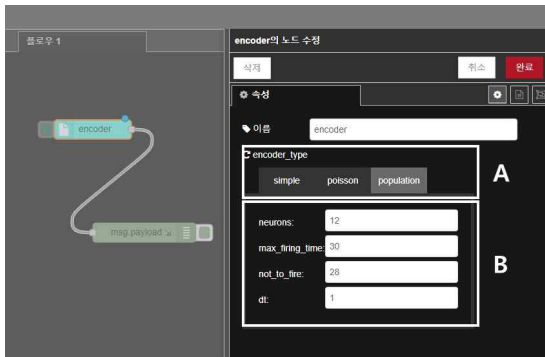 플로우 1
encoder의 노드 수정
삭제
취소
완료
속성
이름
encoder
encoder_type
simple
poisson
population
A
neurons:
12
max_firing_time:
30
not_to_fire:
28
dt:
1
B
encoder
msg.payload